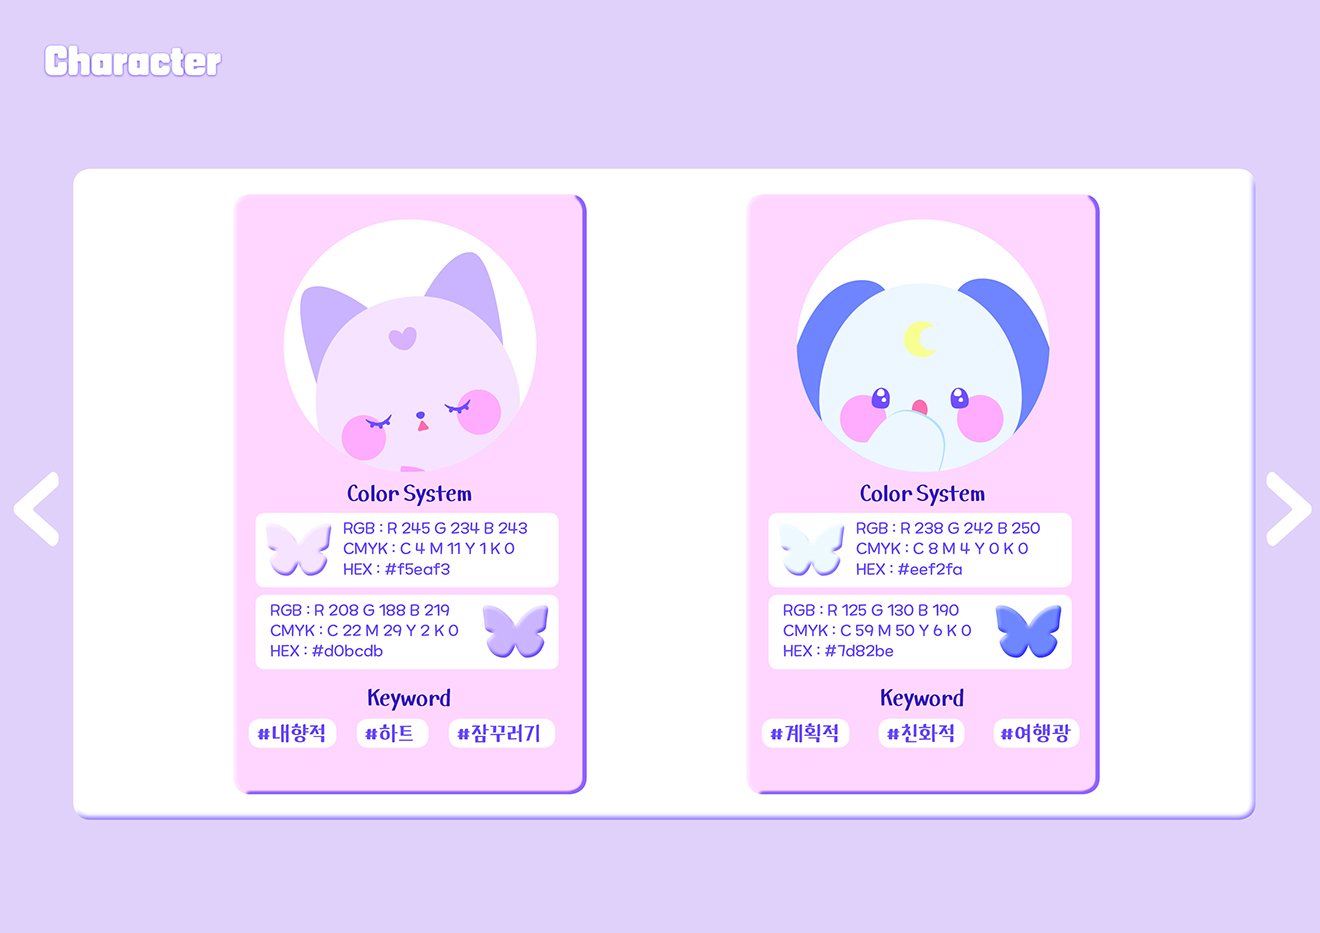 Character
Color System
RGB : R 245 G 234 B 243
CMYK : C 4 M 11 Y 1 K 0
HEX : #f5eaf3
RGB : R 208 G 188 B 219
CMYK : C 22 M 29 Y 2 K 0
HEX : #d0bcdb
Keyword
#내향적 #하트 #잠꾸러기
Color System
RGB : R 238 G 242 B 250
CMYK : C 8 M 4 Y 0 K 0
HEX : #eef2fa
RGB : R 125 G 130 B 190
CMYK : C 59 M 50 Y 6 K 0
HEX : #7d82be
Keyword
#계획적 #친화적 #여행광